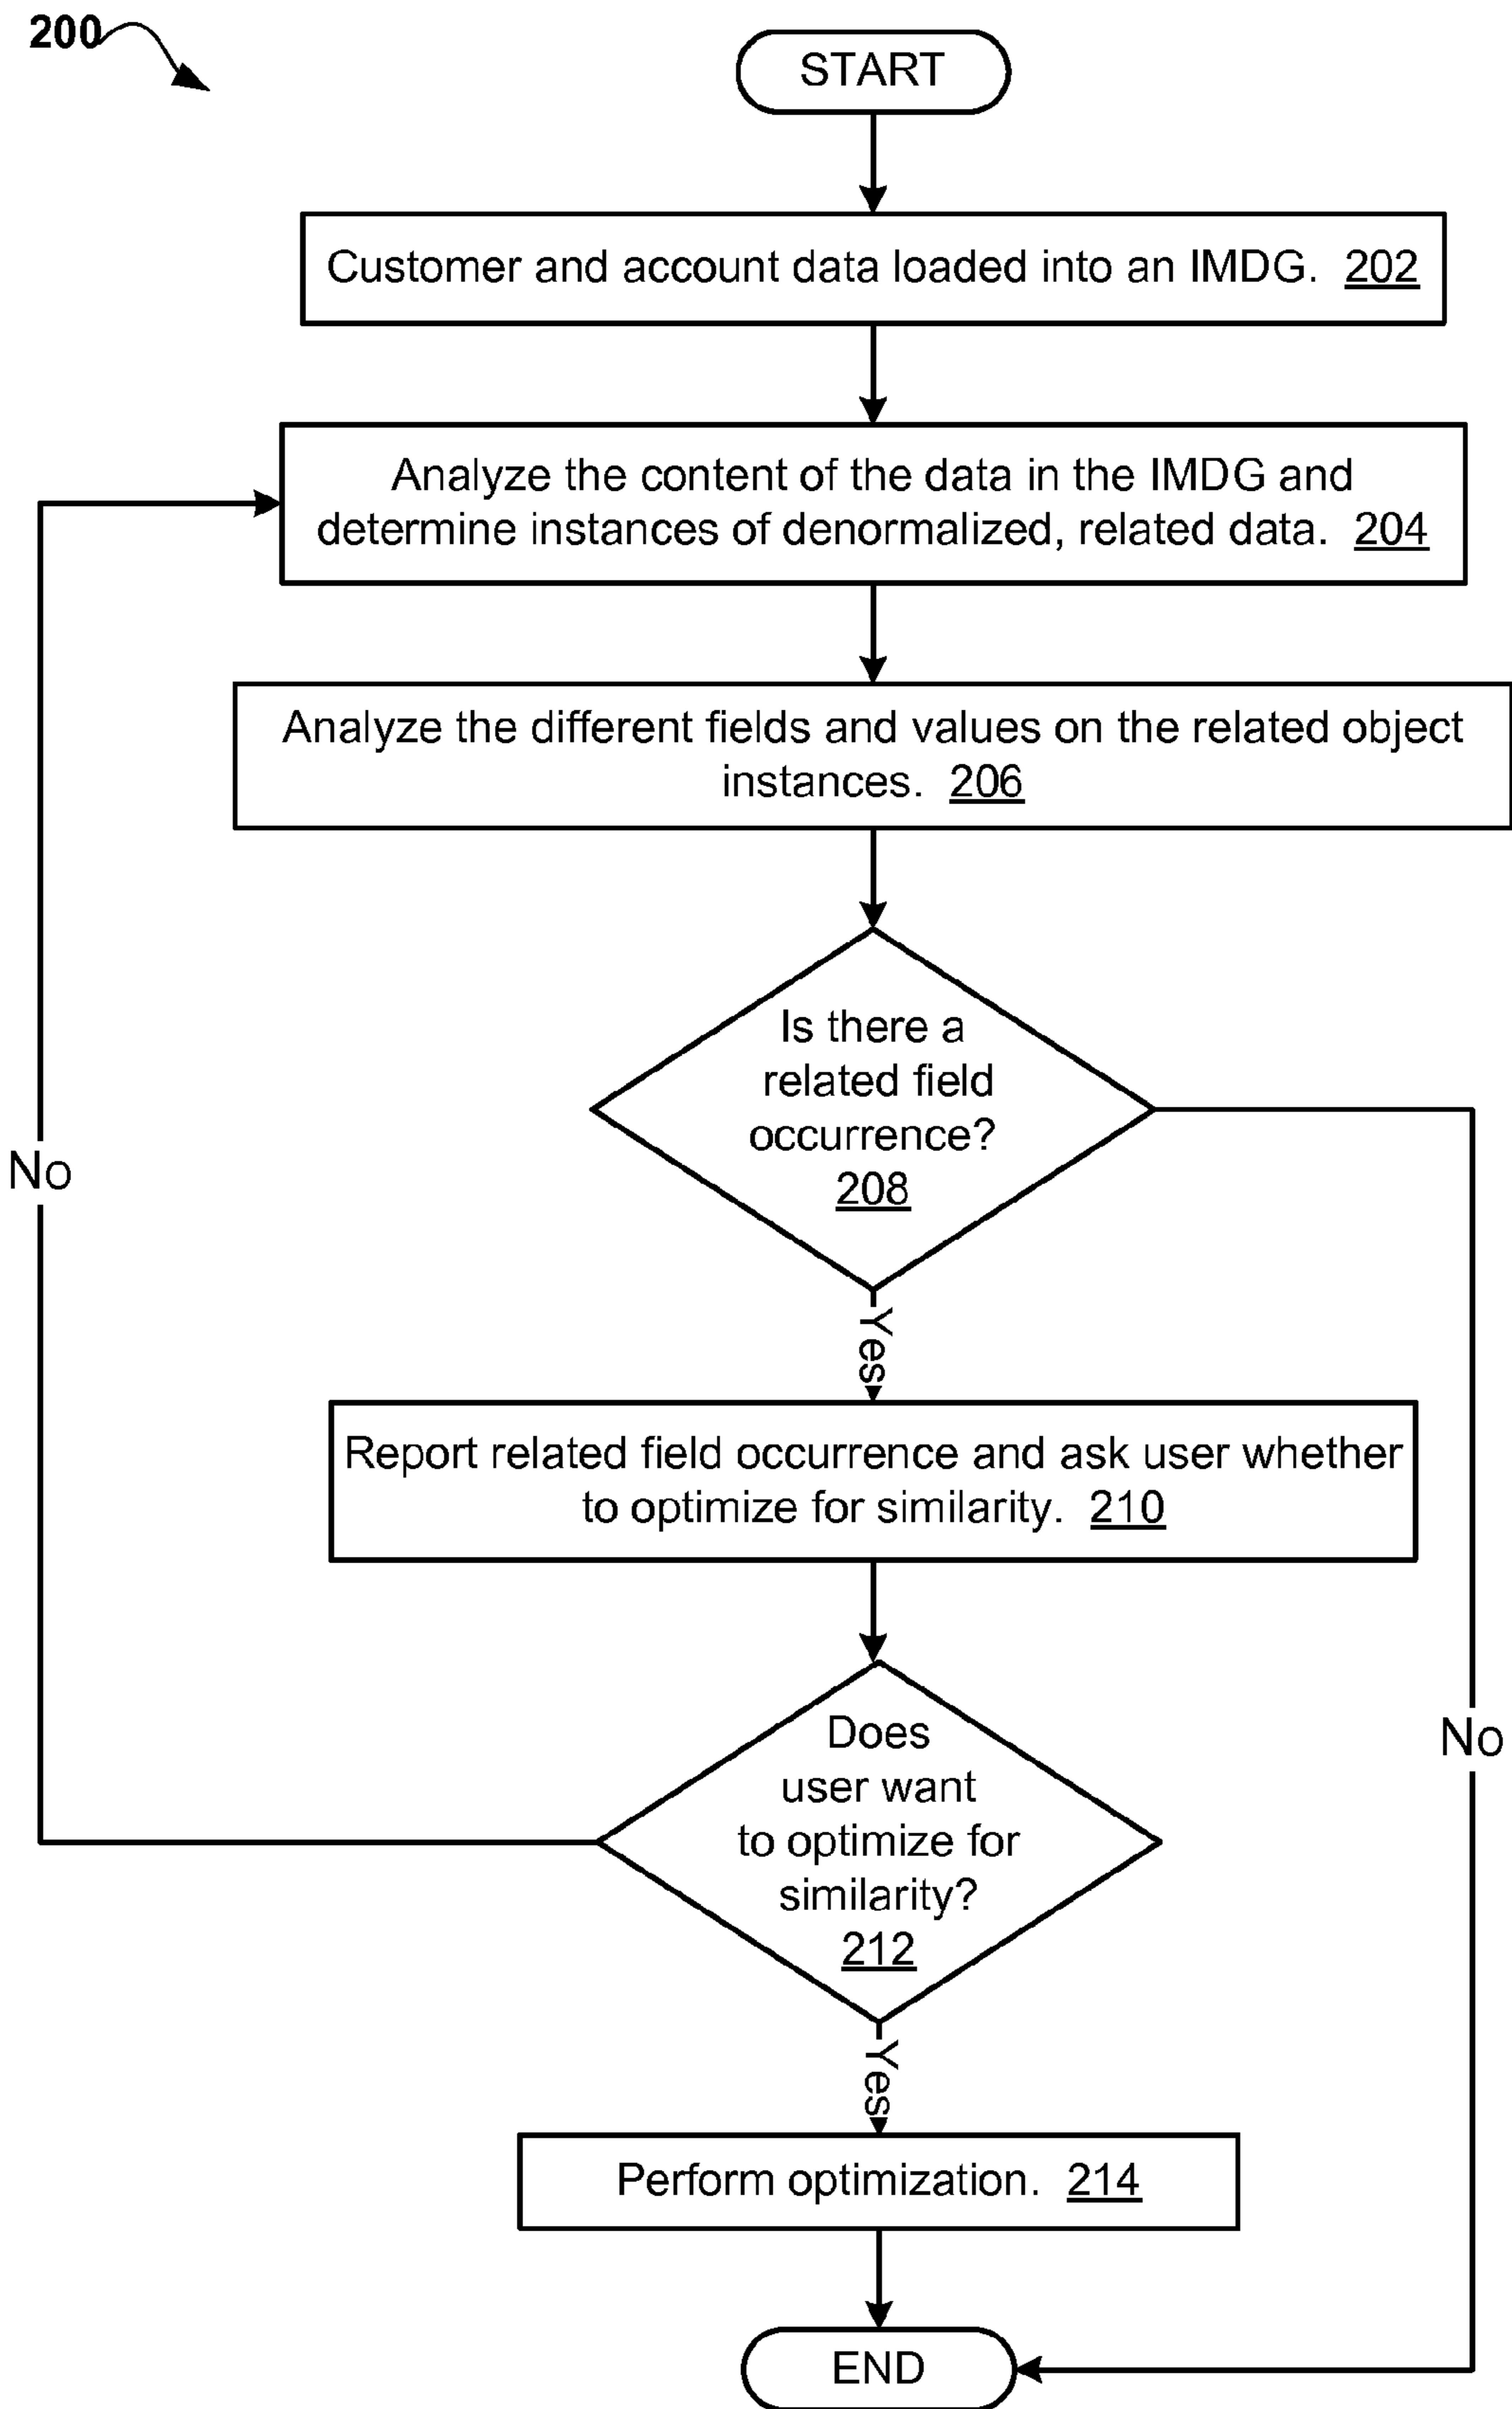 200
START
Customer and account data loaded into an IMDG. 202
Analyze the content of the data in the IMDG and
determine instances of denormalized, related data. 204
Analyze the different fields and values on the related object
instances. 206
Is there a
related field
occurrence?
208
No
Yes
Report related field occurrence and ask user whether
to optimize for similarity. 210
Does
user want
to optimize for
similarity?
212
No
Yes
Perform optimization. 214
END